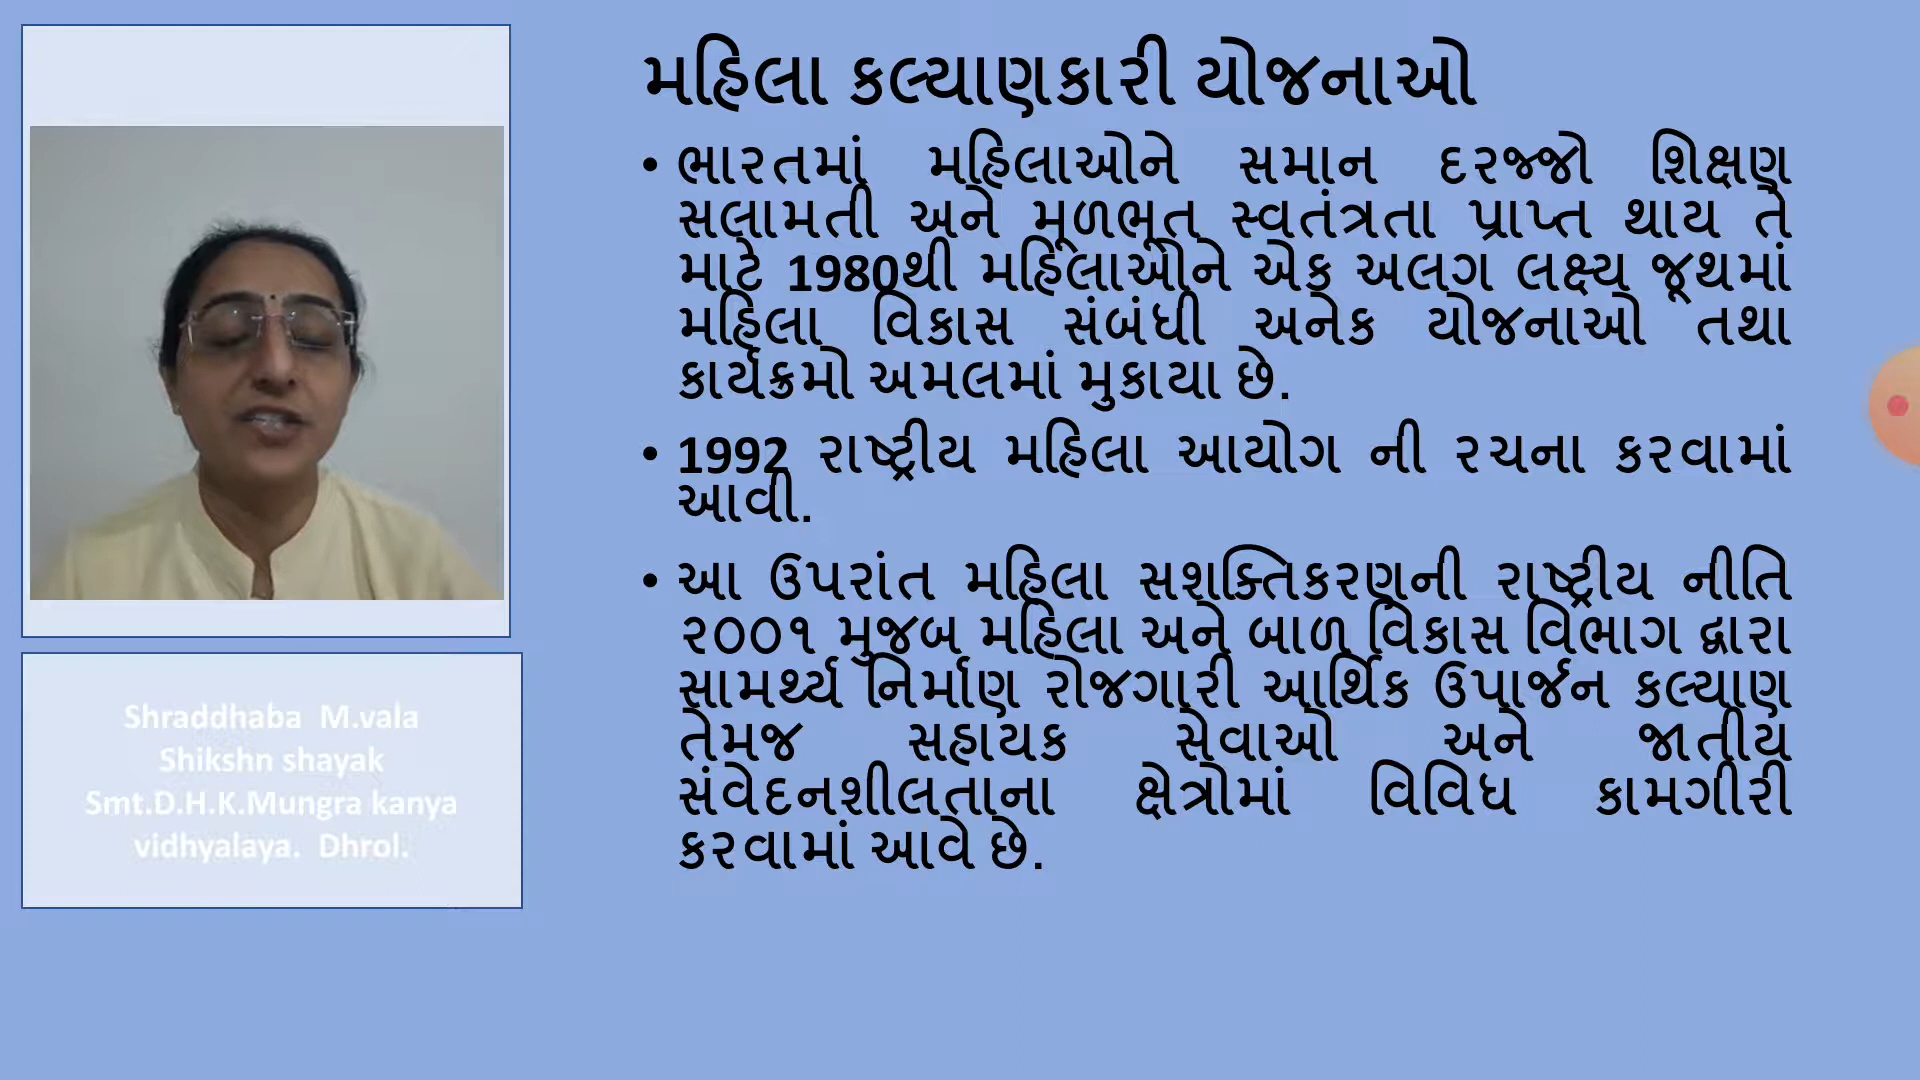 મહિલા કલ્યાણકારી યોજનાઓ
• ભારતમાં મહિલાઓને સમાન દરજ્જો શિક્ષણ
સલામતી અને મૂળભૂત સ્વતંત્રતા પ્રાપ્ત થાય તે
માટે 1980થી મહિલાઓને એક અલગ લક્ષ્ય જૂથમાં
મહિલા વિકાસ સંબંધી અનેક યોજનાઓ તથા
કાર્યક્રમો અમલમાં મુકાયા છે.
• 1992 રાષ્ટ્રીય મહિલા આયોગ ની રચના કરવામાં
આવી.
• આ ઉપરાંત મહિલા સશક્તિકરણની રાષ્ટ્રીય નીતિ
૨૦૦૧ મુજબ મહિલા અને બાળ વિકાસ વિભાગ દ્વારા
સામર્થ્ય નિર્માણ રોજગારી આર્થિક ઉપાર્જન કલ્યાણ
તેમજ સહાયક સેવાઓ અને જાતીય
સંવેદનશીલતાના ક્ષેત્રોમાં વિવિધ કામગીરી
કરવામાં આવે છે.
Shraddhaba M.vala
Shikshn shayak
Smt.D.H.K.Mungra kanya
vidhyalaya. Dhrol.